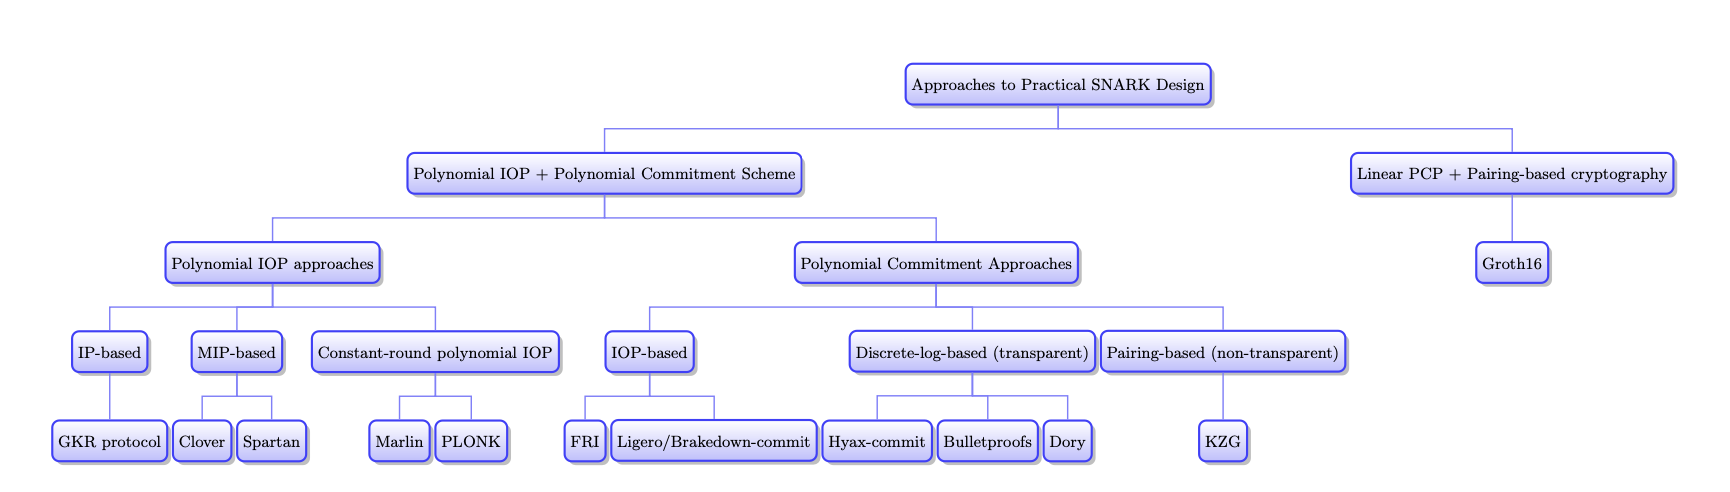 Approaches to Practical SNARK Design
Polynomial IOP + Polynomial Commitment Scheme
Linear PCP + Pairing-based cryptography
Polynomial IOP approaches
Polynomial Commitment Approaches
Groth16
IP-based
MIP-based
Constant-round polynomial IOP
IOP-based
Discrete-log-based (transparent)
Pairing-based (non-transparent)
GKR protocol
Clover
Spartan
Marlin
PLONK
FRI
Ligero/Brakedown-commit
Hyax-commit
Bulletproofs
Dory
KZG